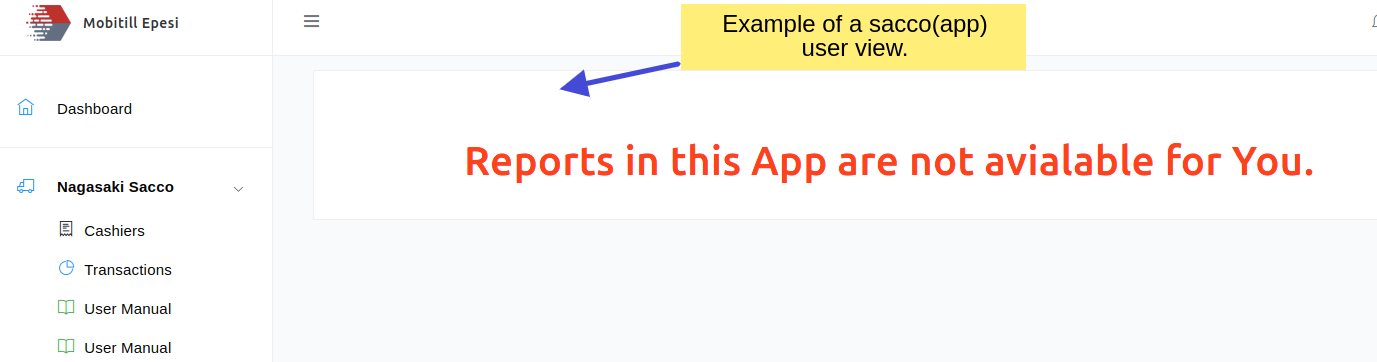 Mobitill Epesi
Example of a sacco(app)
user view.
Dashboard
Reports in this App are not avialable for You.
Nagasaki Sacco
Cashiers
Transactions
User Manual
User Manual